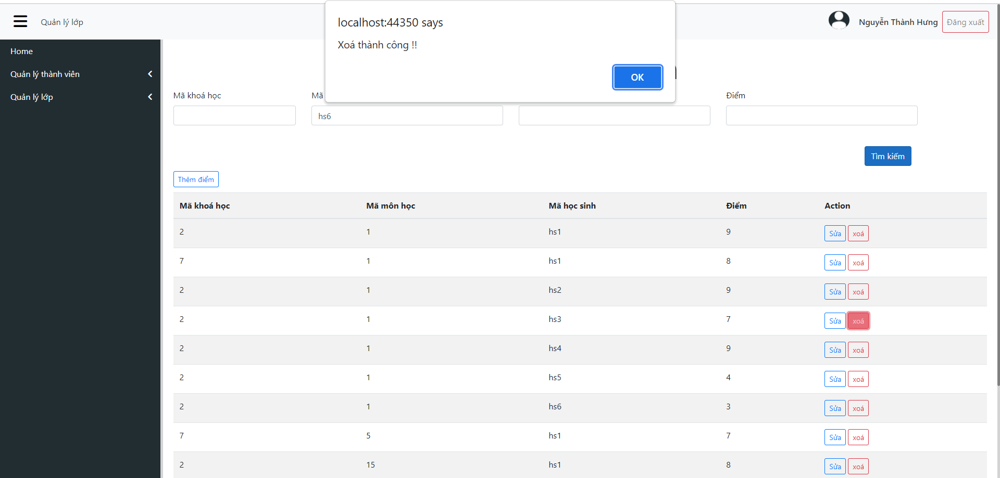 localhost:44350 says
Xoá thành công !!
OK
Quản lý lớp
Nguyễn Thành Hưng
Đăng xuất
Home
Quản lý thành viên
Quản lý lớp
Mã khoá học
Mã
Điểm
hs6
Tìm kiếm
Thêm điểm
Mã khoá học Mã môn học Mã học sinh Điểm Action
2 1 hs1 9 Sửa xoá
7 1 hs1 8 Sửa xoá
2 1 hs2 9 Sửa xoá
2 1 hs3 7 Sửa xoá
2 1 hs4 9 Sửa xoá
2 1 hs5 4 Sửa xoá
2 1 hs6 3 Sửa xoá
7 5 hs1 7 Sửa xoá
2 15 hs1 8 Sửa xoá